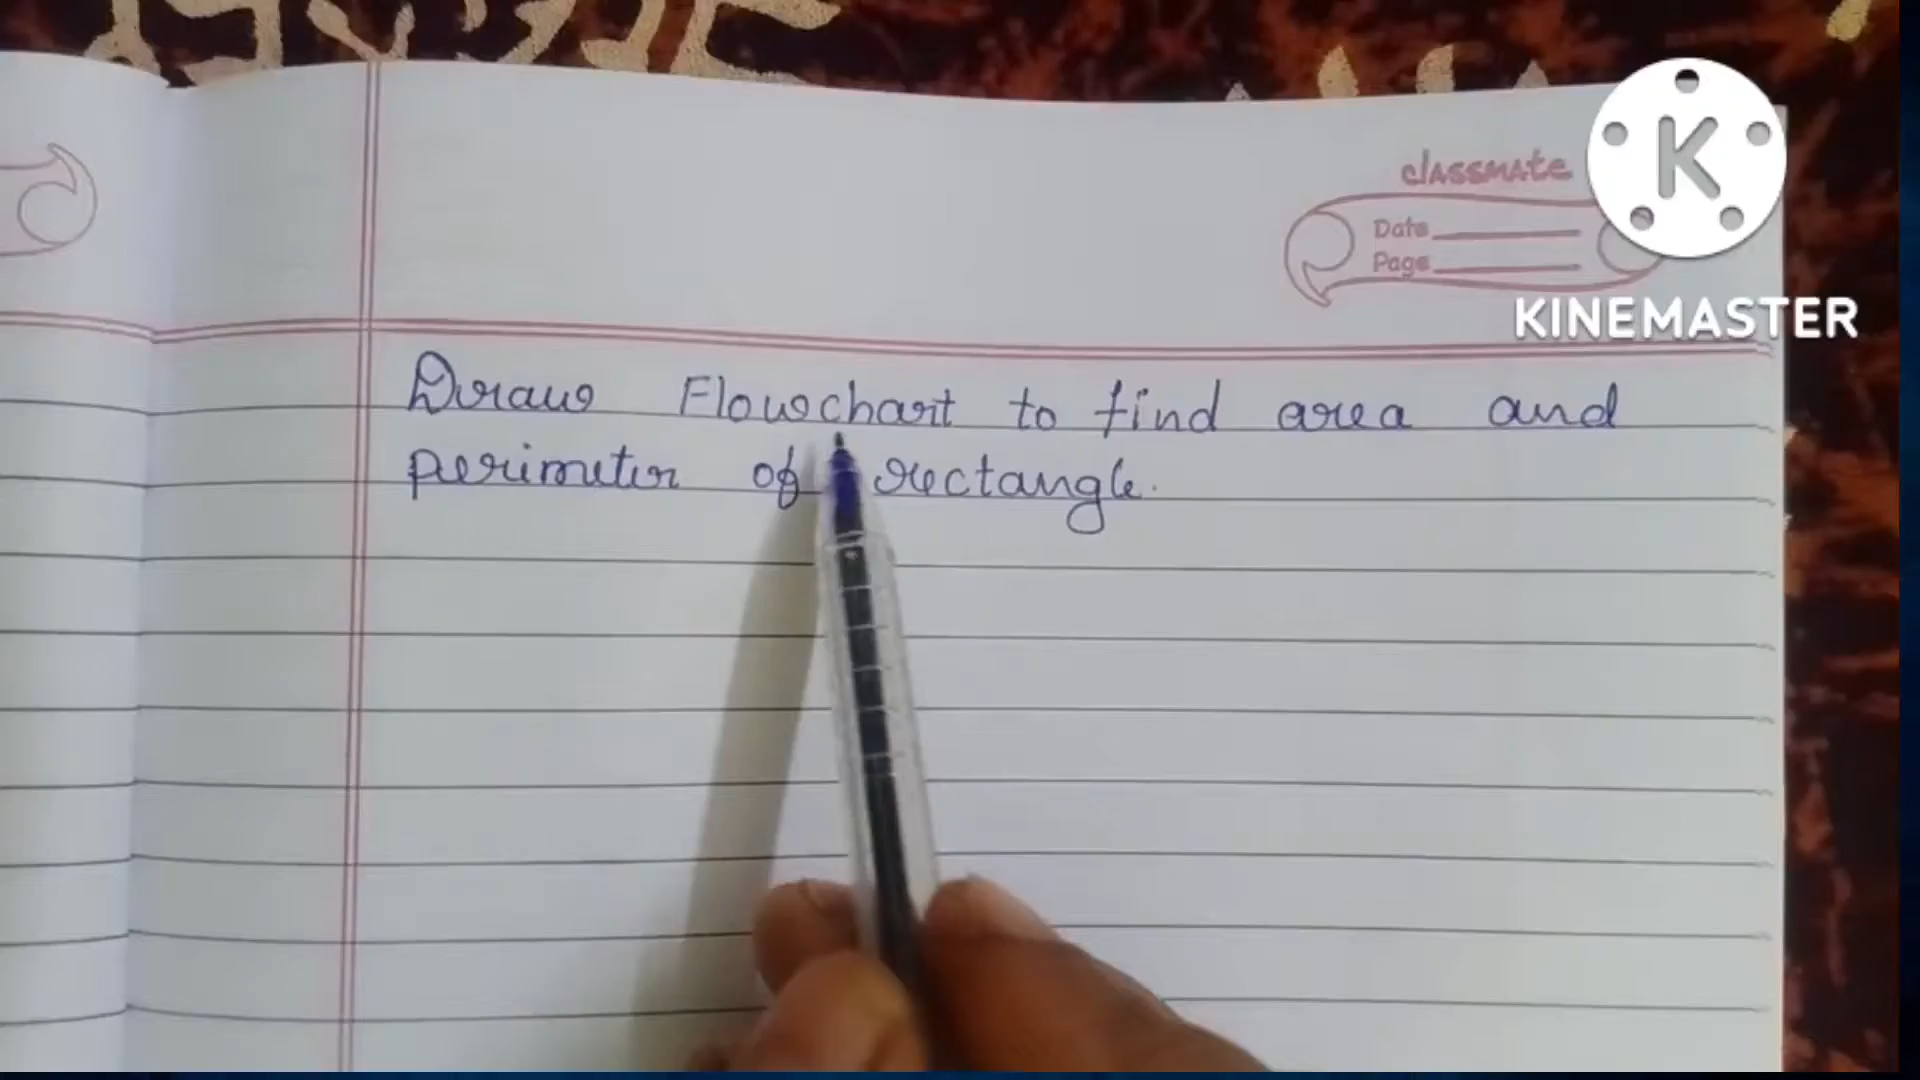 classmate
Date
Page
K
KINEMASTER
Draw Flowchart to find area and
perimeter of rectangle.